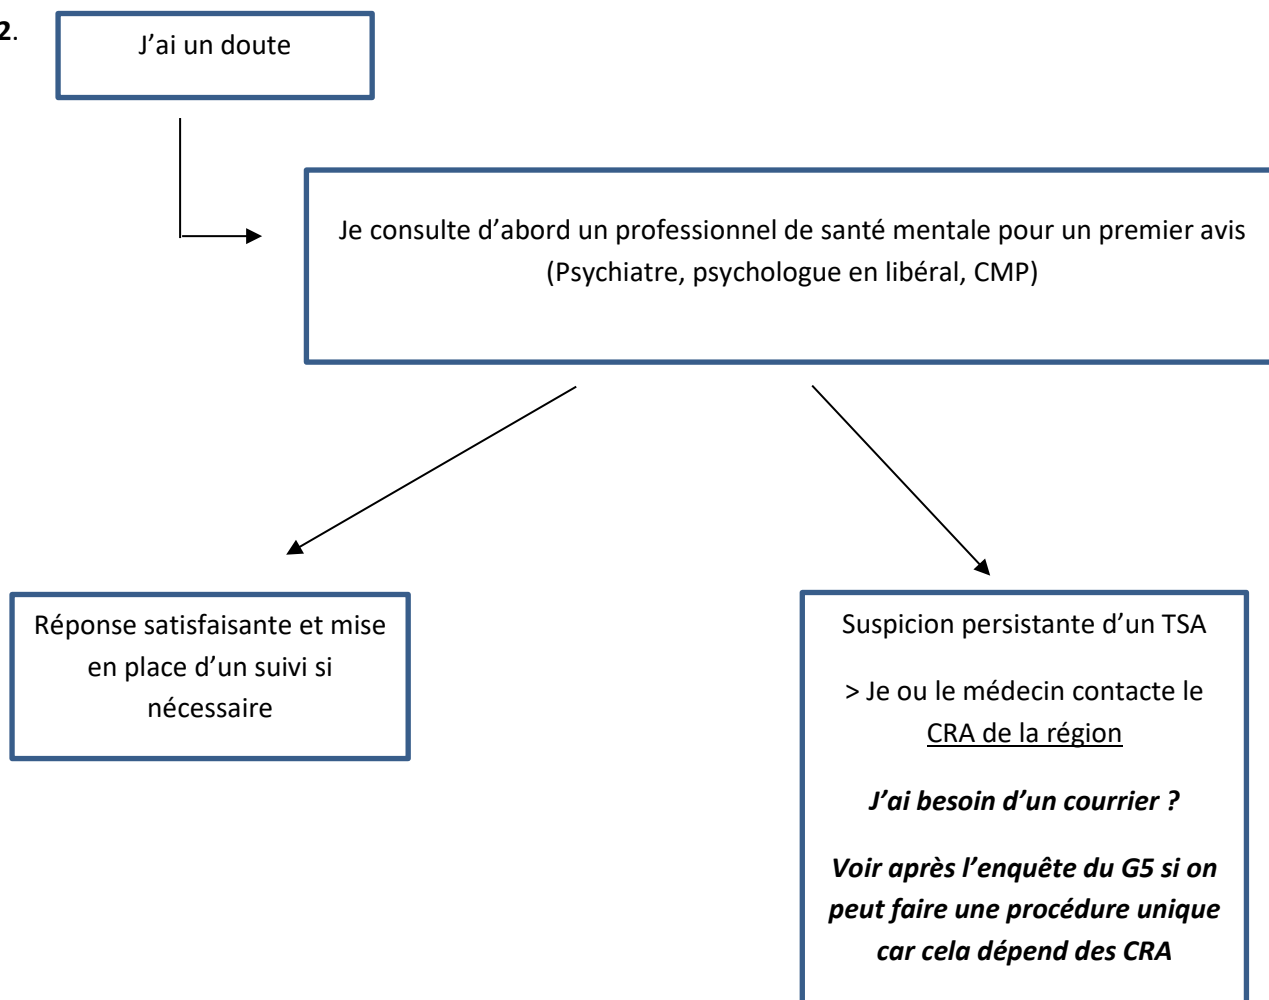 2.
J’ai un doute
Je consulte d’abord un professionnel de santé mentale pour un premier avis
(Psychiatre, psychologue en libéral, CMP)
Réponse satisfaisante et mise
en place d’un suivi si
nécessaire
Suspicion persistante d’un TSA
> Je ou le médecin contacte le
CRA de la région
J’ai besoin d’un courrier ?
Voir après l’enquête du G5 si on
peut faire une procédure unique
car cela dépend des CRA